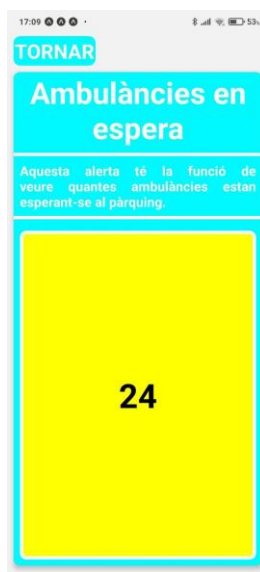 17:09
53%
TORNAR
Ambulàncies en
espera
Aquesta alerta té la funció de
veure quantes ambulàncies estan
esperant-se al pàrquing.
24